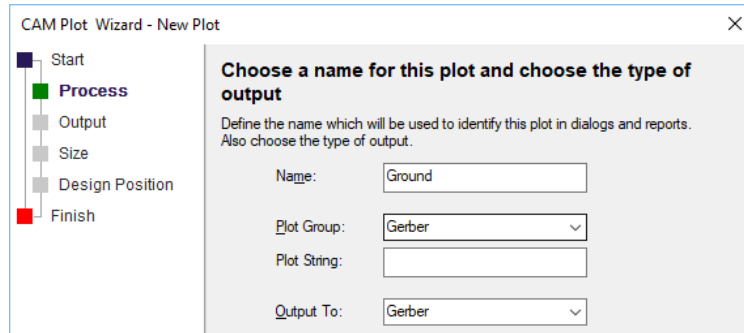 CAM Plot Wizard - New Plot
Start
Process
Output
Size
Design Position
Finish
Choose a name for this plot and choose the type of
output
Define the name which will be used to identify this plot in dialogs and reports.
Also choose the type of output.
Name: Ground
Plot Group: Gerber
Plot String:
Output To: Gerber